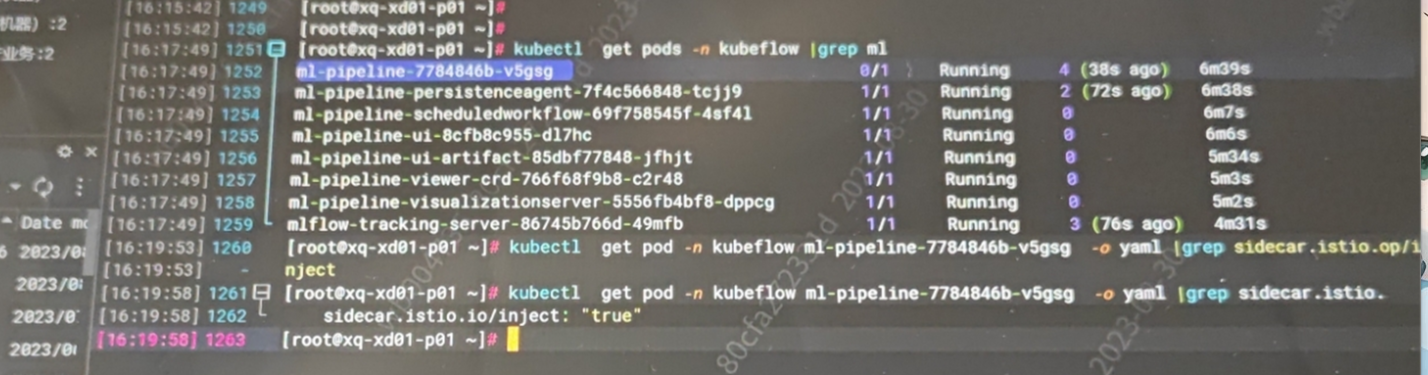 [16:15:42] 1249 [root@xq-xd01-p01 ~]#
机器) :2 [16:15:42] 1250 [root@xq-xd01-p01 ~]#
业务:2 [16:17:49] 1251 [root@xq-xd01-p01 ~]# kubectl get pods -n kubeflow |grep ml
[16:17:49] 1252 ml-pipeline-7784846b-v5gsg 0/1 Running 4 (38s ago) 6m39s
[16:17:49] 1253 ml-pipeline-persistenceagent-7f4c566848-tcjj9 1/1 Running 2 (72s ago) 6m38s
[16:17:49] 1254 ml-pipeline-scheduledworkflow-69f758545f-4sf4l 1/1 Running 0 6m7s
[16:17:49] 1255 ml-pipeline-ui-8cfb8c955-dl7hc 1/1 Running 0 6m6s
[16:17:49] 1256 ml-pipeline-ui-artifact-85dbf77848-jfhjt 1/1 Running 0 5m34s
[16:17:49] 1257 ml-pipeline-viewer-crd-766f68f9b8-c2r48 1/1 Running 0 5m3s
[16:17:49] 1258 ml-pipeline-visualizationserver-5556fb4bf8-dppcg 1/1 Running 0 5m2s
Date mo [16:17:49] 1259 mlflow-tracking-server-86745b766d-49mfb 1/1 Running 3 (76s ago) 4m31s
6 2023/0 [16:19:53] 1260 [root@xq-xd01-p01 ~]# kubectl get pod -n kubeflow ml-pipeline-7784846b-v5gsg -o yaml |grep sidecar.istio.op/i
2023/0 [16:19:53] - nject
2023/0 [16:19:58] 1261 [root@xq-xd01-p01 ~]# kubectl get pod -n kubeflow ml-pipeline-7784846b-v5gsg -o yaml |grep sidecar.istio.
2023/0 [16:19:58] 1262 sidecar.istio.io/inject: "true"
[16:19:58] 1263 [root@xq-xd01-p01 ~]#